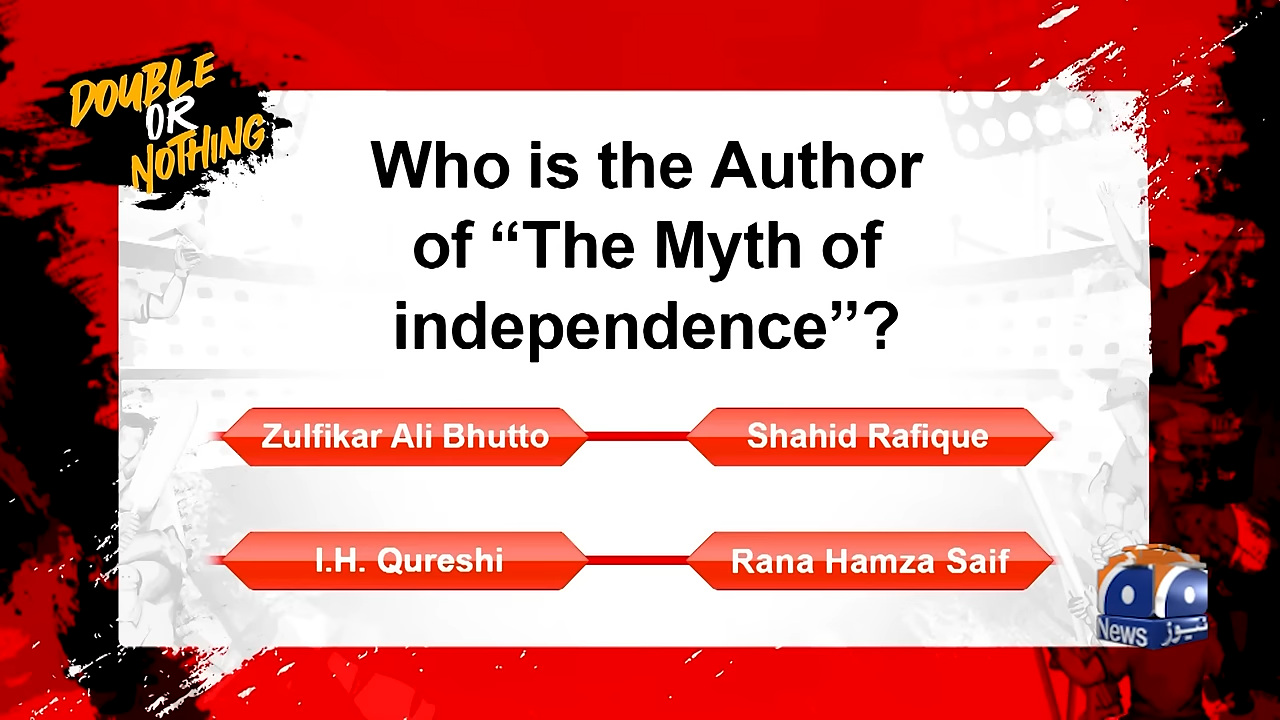 DOUBLE
OR
NOTHING
Who is the Author
of “The Myth of
independence”?
Zulfikar Ali Bhutto
Shahid Rafique
I.H. Qureshi
Rana Hamza Saif
News نیوز